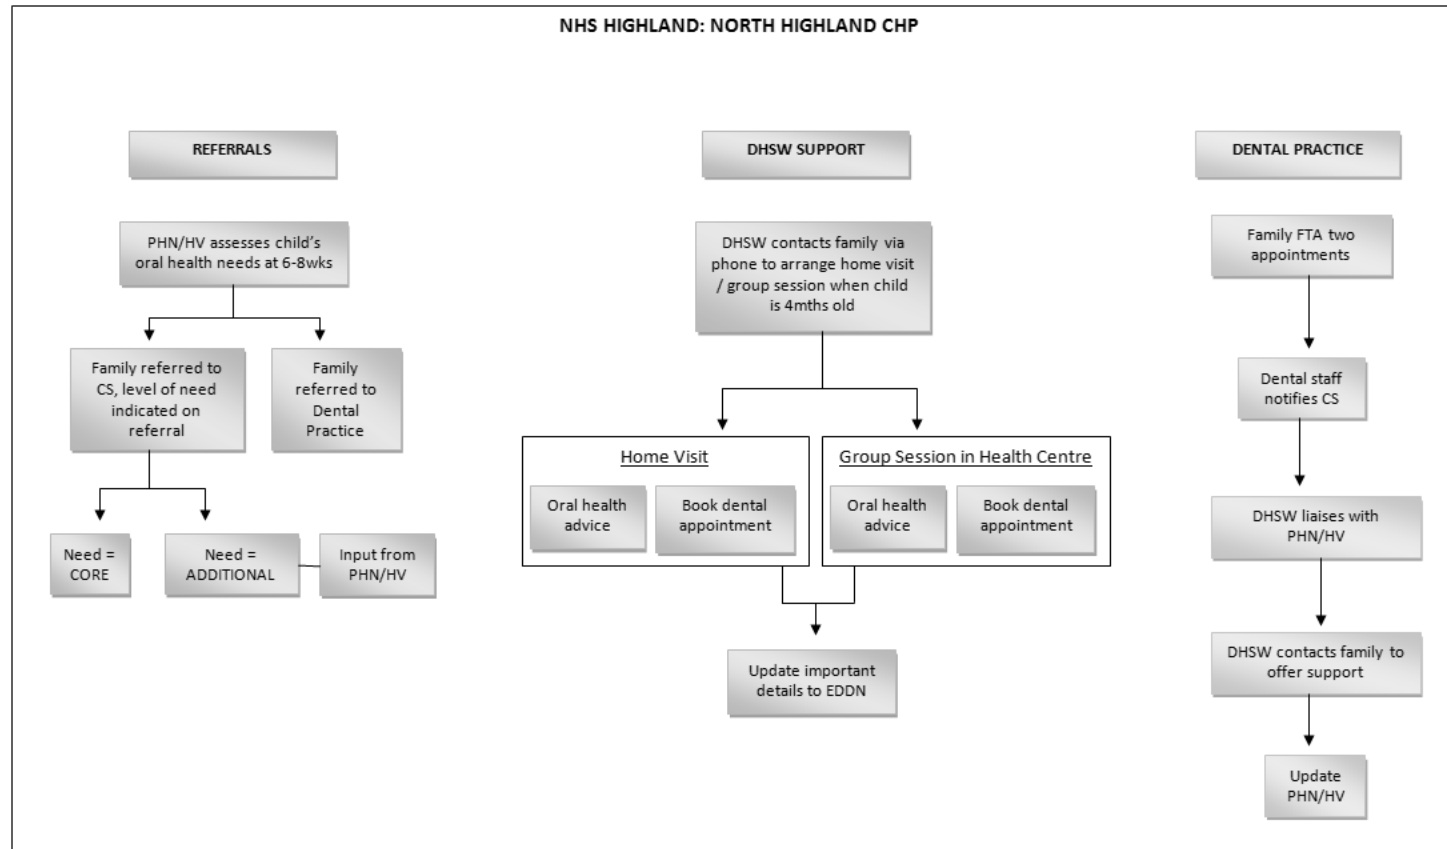 NHS HIGHLAND: NORTH HIGHLAND CHP
REFERRALS
PHN/HV assesses child's
oral health needs at 6-8wks
Family referred to
CS, level of need
indicated on
referral
Family
referred to
Dental
Practice
Need =
CORE
Need =
ADDITIONAL
Input from
PHN/HV
DHSW SUPPORT
DHSW contacts family via
phone to arrange home visit
/ group session when child
is 4mths old
Home Visit
Oral health
advice
Book dental
appointment
Group Session in Health Centre
Oral health
advice
Book dental
appointment
Update important
details to EDDN
DENTAL PRACTICE
Family FTA two
appointments
Dental staff
notifies CS
DHSW liaises with
PHN/HV
DHSW contacts family to
offer support
Update
PHN/HV